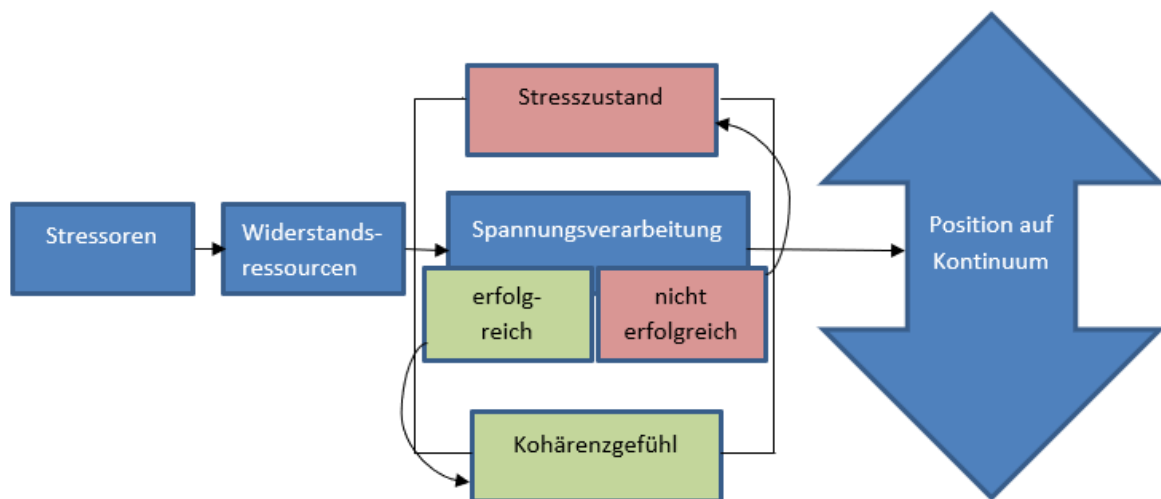 Stresszustand
Stressoren
Widerstands-
ressourcen
Spannungsverarbeitung
erfolg-
reich
nicht
erfolgreich
Kohärenzgefühl
Position auf
Kontinuum